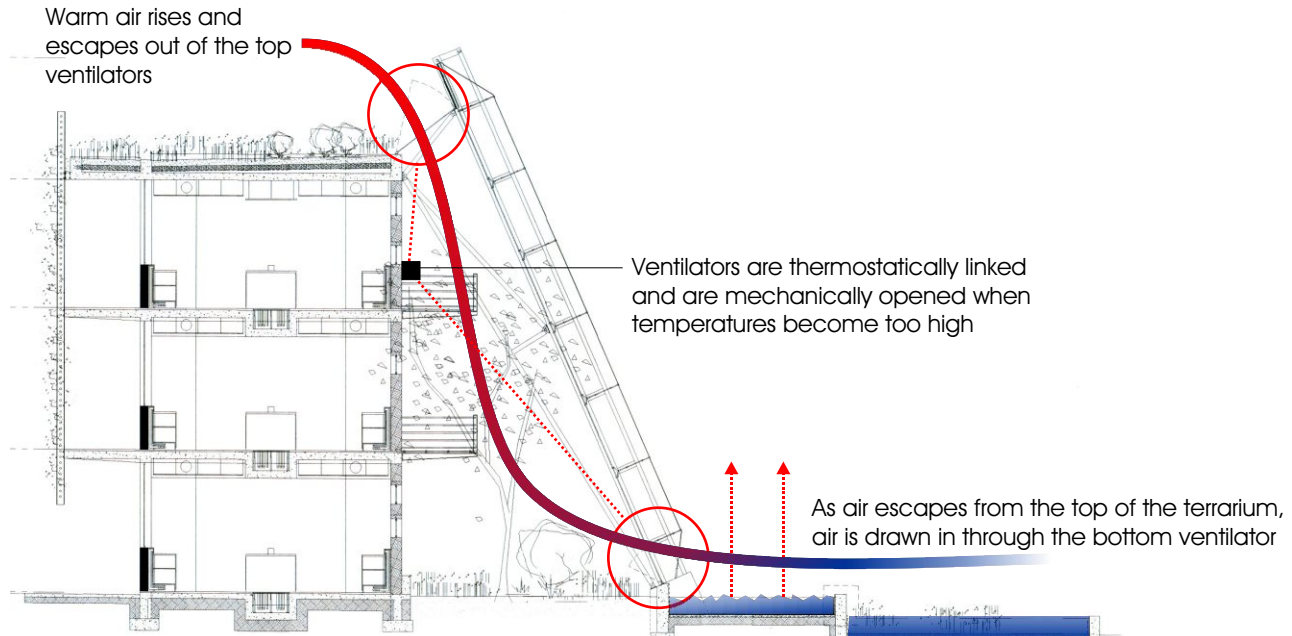 Warm air rises and
escapes out of the top
ventilators
Ventilators are thermostatically linked
and are mechanically opened when
temperatures become too high
As air escapes from the top of the terrarium,
air is drawn in through the bottom ventilator